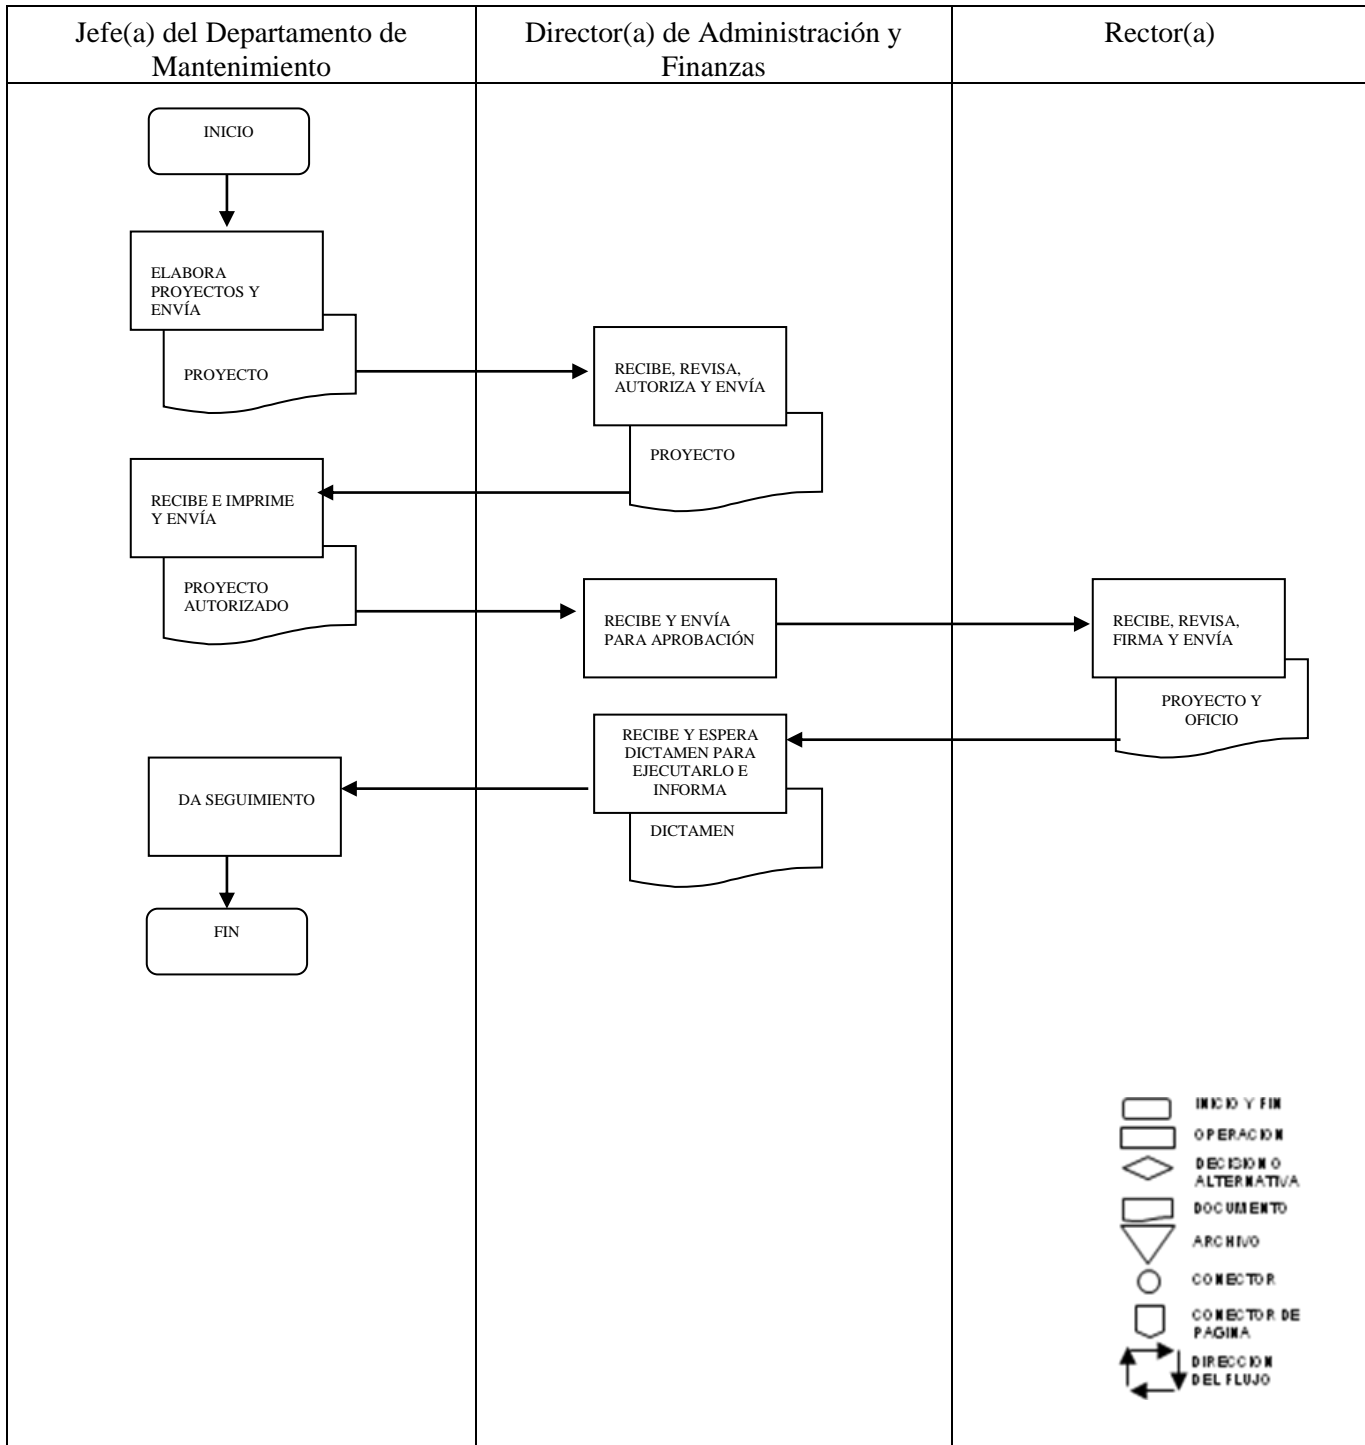 Jefe(a) del Departamento de
Mantenimiento
Director(a) de Administración y
Finanzas
Rector(a)
INICIO
ELABORA
PROYECTOS Y
ENVÍA
PROYECTO
RECIBE, REVISA,
AUTORIZA Y ENVÍA
PROYECTO
RECIBE E IMPRIME
Y ENVÍA
PROYECTO
AUTORIZADO
RECIBE Y ENVÍA
PARA APROBACIÓN
RECIBE, REVISA,
FIRMA Y ENVÍA
PROYECTO Y
OFICIO
RECIBE Y ESPERA
DICTAMEN PARA
EJECUTARLO E
INFORMA
DICTAMEN
DA SEGUIMIENTO
FIN
INICIO Y FIN
OPERACION
DECISION O
ALTERNATIVA
DOCUMENTO
ARCHIVO
CONECTOR
CONECTOR DE
PAGINA
DIRECCION
DEL FLUJO